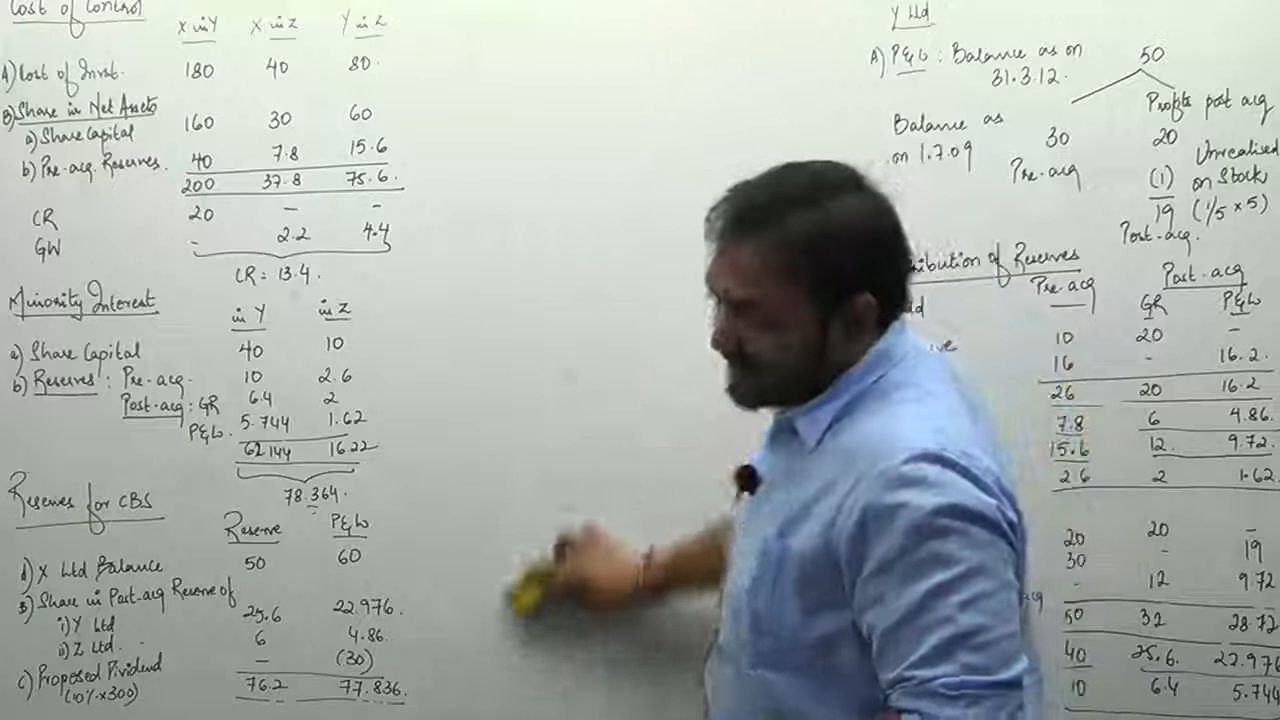 Cost of Control
X in Y X in Z Y in Z
A) Cost of Invst. 180 40 80.
B) Share in Net Assets
a) Share Capital 160 30 60
b) Pre-acq. Reserves. 40 7.8 15.6
200 37.8 75.6.
CR 20 - -
GW - 2.2 4.4
CR = 13.4.
Minority Interest
in Y in Z
a) Share Capital 40 10
b) Reserves : Pre-acq. 10 2.6
Post-acq : GR 6.4 2
P&L. 5.744 1.62
62.144 16.22
78.364.
Reserves for CBS
Reserve P&L
A) X Ltd Balance 50 60
B) Share in Post-acq Reserve of
i) Y Ltd 25.6 22.976.
ii) Z Ltd. 6 4.86.
C) Proposed Dividend — (30)
(10% x 300)
76.2 77.836.
Y Ltd
A) P&L : Balance as on 50
31.3.12.
Balance as
on 1.7.09 30
Pre-acq
Profits post acq
20
(1) Unrealised
on Stock
19 (1/5 x 5)
Post-acq.
ibution of Reserves
Pre-acq Post-acq
GR P&L
10 20 -
16 - 16.2.
26 20 16.2
7.8 6 4.86.
15.6 12. 9.72.
2.6 2 1.62
20 20 -
30 - 19
- 12 9.72
50 32 28.72
40 25.6. 22.976
10 6.4 5.744